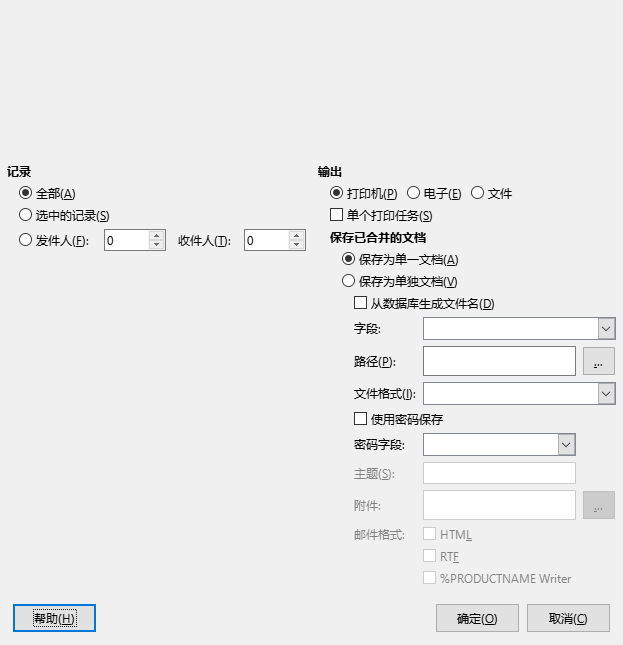 记录
全部(A)
选中的记录(S)
发件人(F): 0 收件人(T): 0
输出
打印机(P) 电子(E) 文件
单个打印任务(S)
保存已合并的文档
保存为单一文档(A)
保存为单独文档(V)
从数据库生成文件名(D)
字段:
路径(P): ...
文件格式(I):
使用密码保存
密码字段:
主题(S):
附件: ...
邮件格式: HTML
RTF
%PRODUCTNAME Writer
帮助(H) 确定(O) 取消(C)